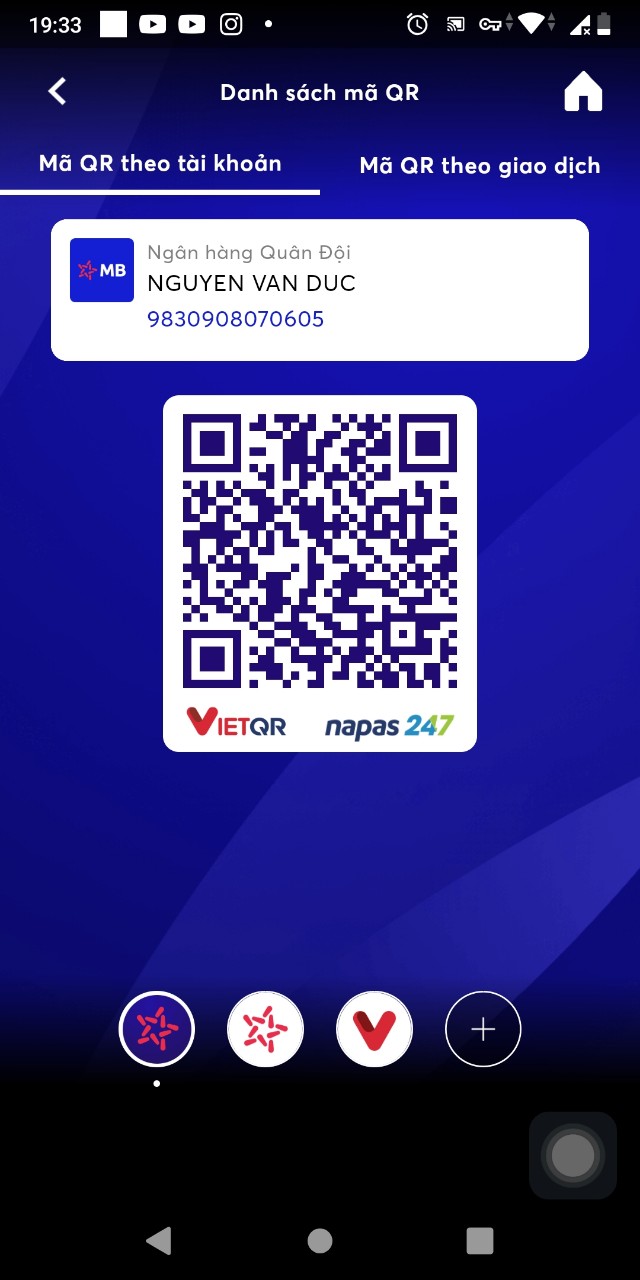 19:33
Danh sách mã QR
Mã QR theo tài khoản
Mã QR theo giao dịch
MB
Ngân hàng Quân Đội
NGUYEN VAN DUC
9830908070605
VIETQR
napas 247